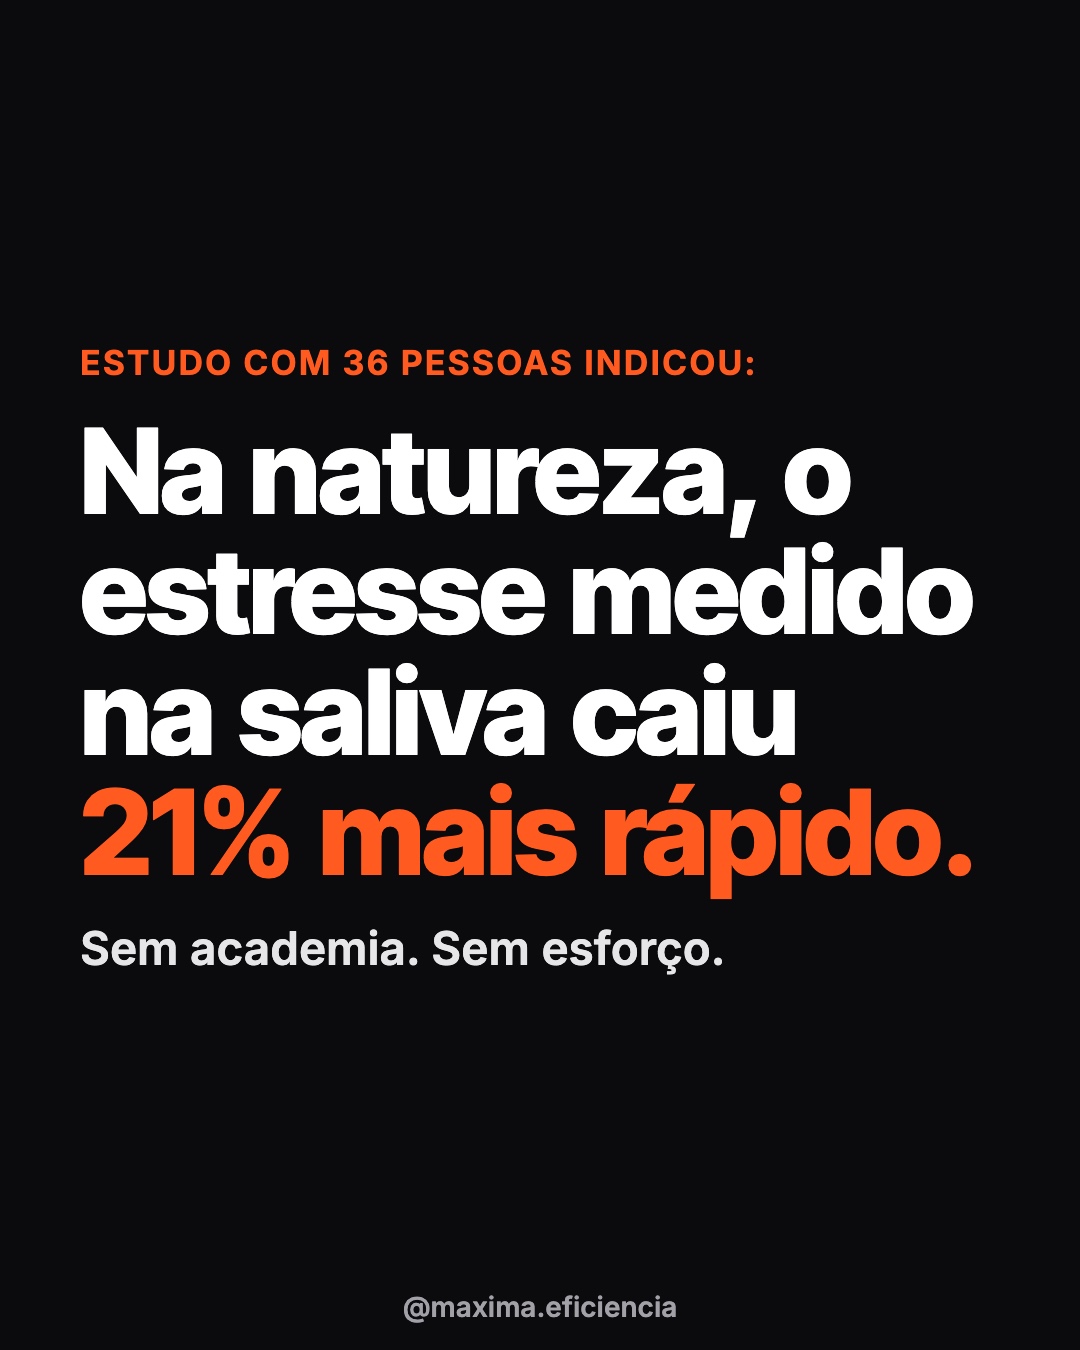 ESTUDO COM 36 PESSOAS INDICOU:
Na natureza, o
estresse medido
na saliva caiu
21% mais rápido.
Sem academia. Sem esforço.
@maxima.eficiencia